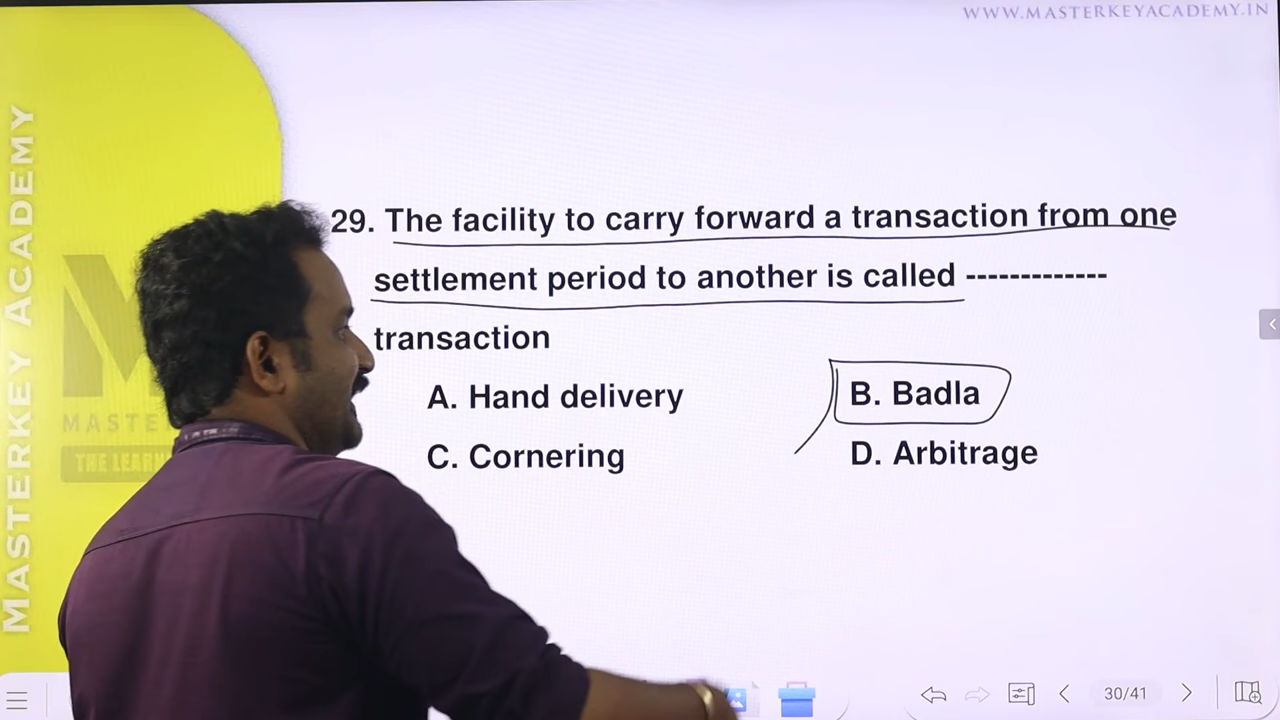 WWW.MASTERKEYACADEMY.IN
MASTERKEY ACADEMY
29. The facility to carry forward a transaction from one
settlement period to another is called -------------
transaction
A. Hand delivery
B. Badla
C. Cornering
D. Arbitrage
30/41